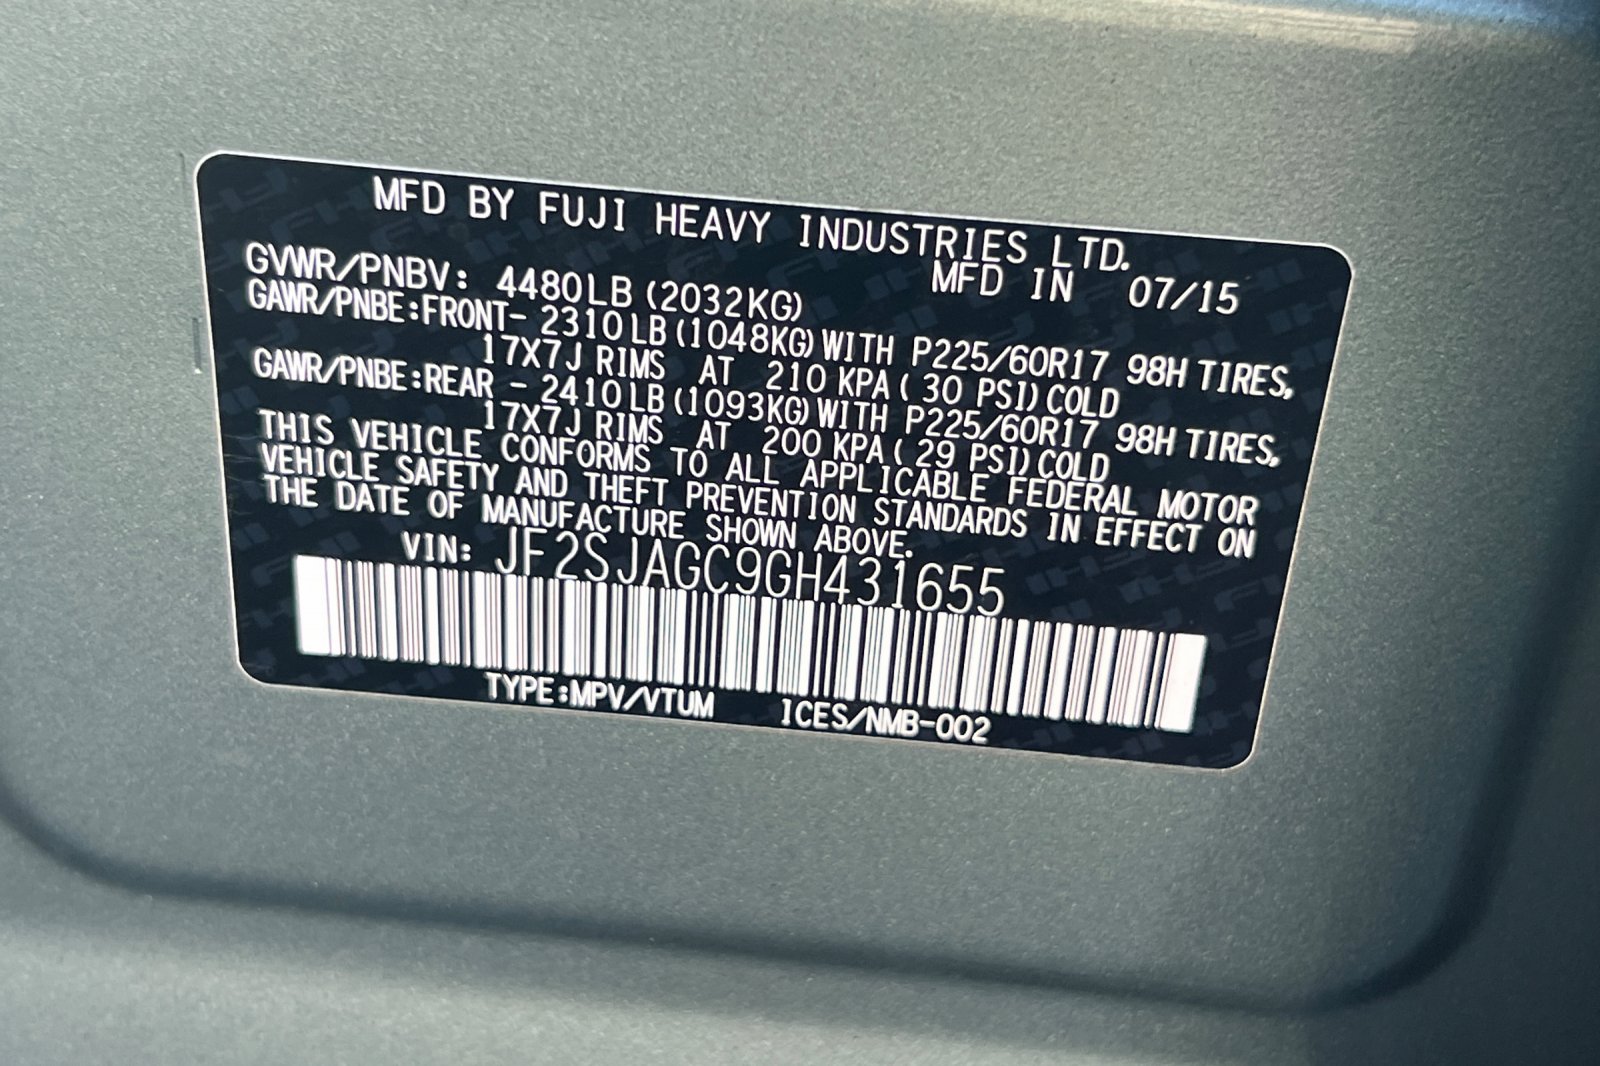 MFD BY FUJI HEAVY INDUSTRIES LTD.
GVWR/PNBV: 4480LB (2032KG) MFD IN 07/15
GAWR/PNBE:FRONT- 2310LB (1048KG) WITH P225/60R17 98H TIRES,
17X7J RIMS AT 210 KPA ( 30 PSI) COLD
GAWR/PNBE:REAR - 2410LB (1093KG) WITH P225/60R17 98H TIRES,
17X7J RIMS AT 200 KPA ( 29 PSI) COLD
THIS VEHICLE CONFORMS TO ALL APPLICABLE FEDERAL MOTOR
VEHICLE SAFETY AND THEFT PREVENTION STANDARDS IN EFFECT ON
THE DATE OF MANUFACTURE SHOWN ABOVE.
VIN: JF2SJAGC9GH431655
TYPE:MPV/VTUM ICES/NMB-002